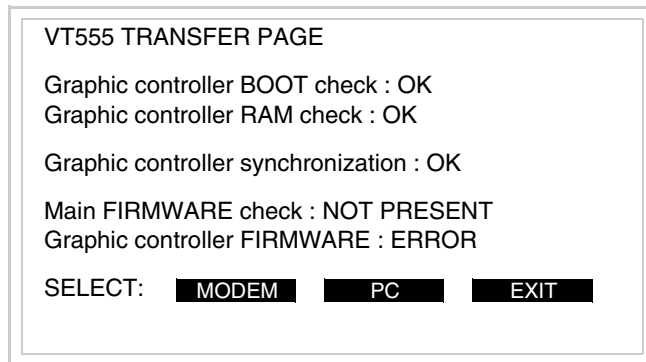 VT555 TRANSFER PAGE
Graphic controller BOOT check : OK
Graphic controller RAM check : OK
Graphic controller synchronization : OK
Main FIRMWARE check : NOT PRESENT
Graphic controller FIRMWARE : ERROR
SELECT: MODEM PC EXIT